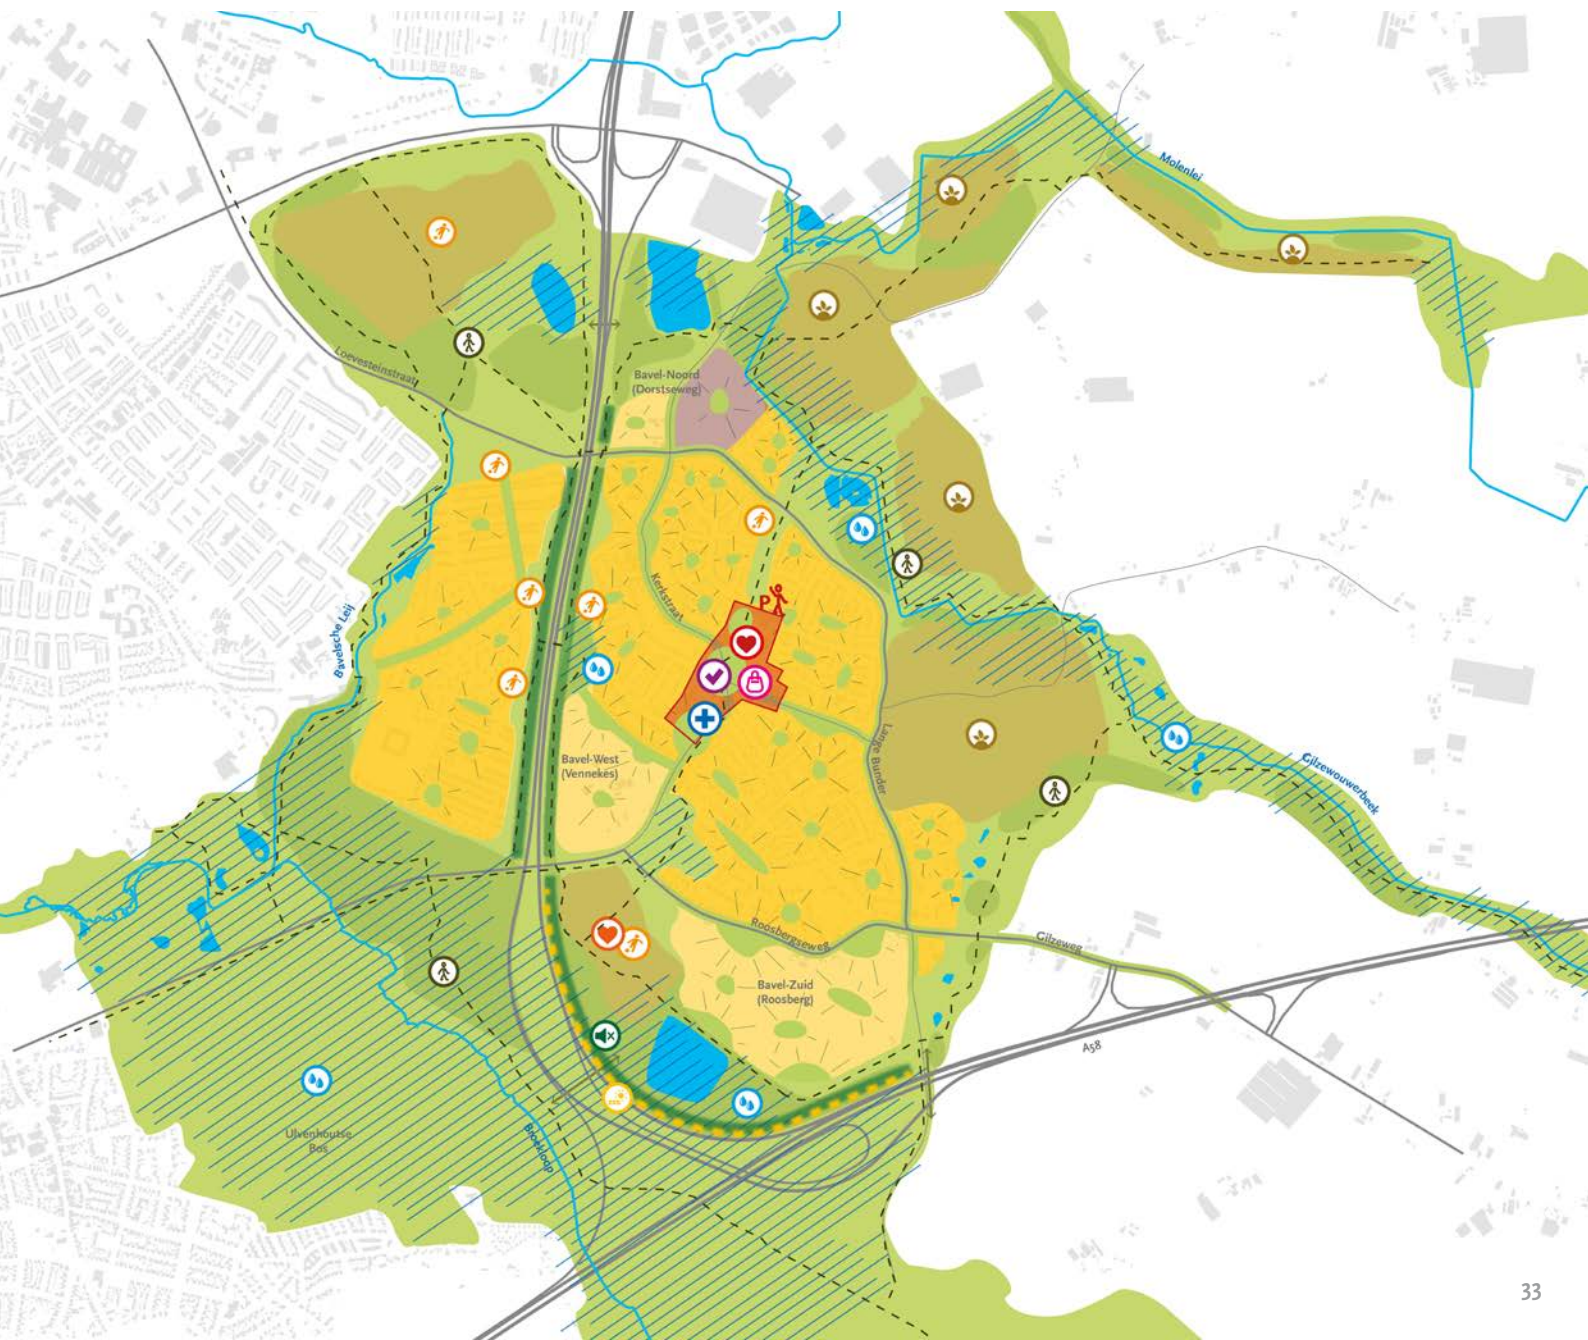 Molenlei
Loevesteinstraat
Bavel-Noord
(Dorstseweg)
Kerkstraat
P
Bavelsche Leij
Bavel-West
(Vennekes)
Lange Bunder
Gilzewouwerbeek
Roosbergseweg
Gilzeweg
Bavel-Zuid
(Roosberg)
A58
Ulvenhoutse
Bos
Broekloop
33